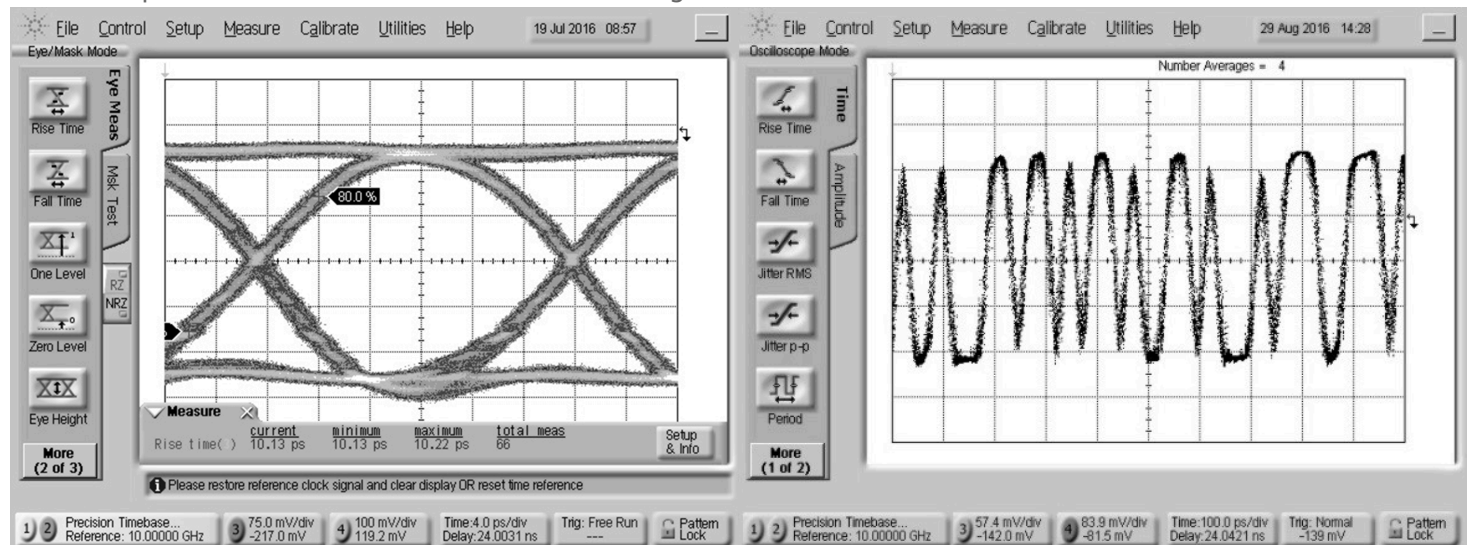 File Control Setup Measure Calibrate Utilities Help 19 Jul 2016 08:57
Eye/Mask Mode
Eye Meas
Msk Test
Rise Time
Fall Time
One Level
RZ
NRZ
Zero Level
Eye Height
More
(2 of 3)
80.0 %
Measure
current minimum maximum total meas
Rise time( ) 10.13 ps 10.13 ps 10.22 ps 66
Setup
& Info
Please restore reference clock signal and clear display OR reset time reference
1 2 Precision Timebase... 3 75.0 mV/div 4 100 mV/div Time:4.0 ps/div Trig: Free Run Pattern
Reference: 10.00000 GHz -217.0 mV 119.2 mV Delay:24.0031 ns --- Lock
File Control Setup Measure Calibrate Utilities Help 29 Aug 2016 14:28
Oscilloscope Mode
Number Averages = 4
Time
Amplitude
Rise Time
Fall Time
Jitter RMS
Jitter p-p
Period
More
(1 of 2)
1 2 Precision Timebase... 3 57.4 mV/div 4 83.9 mV/div Time:100.0 ps/div Trig: Normal Pattern
Reference: 10.00000 GHz -142.0 mV -81.5 mV Delay:24.0421 ns -139 mV Lock